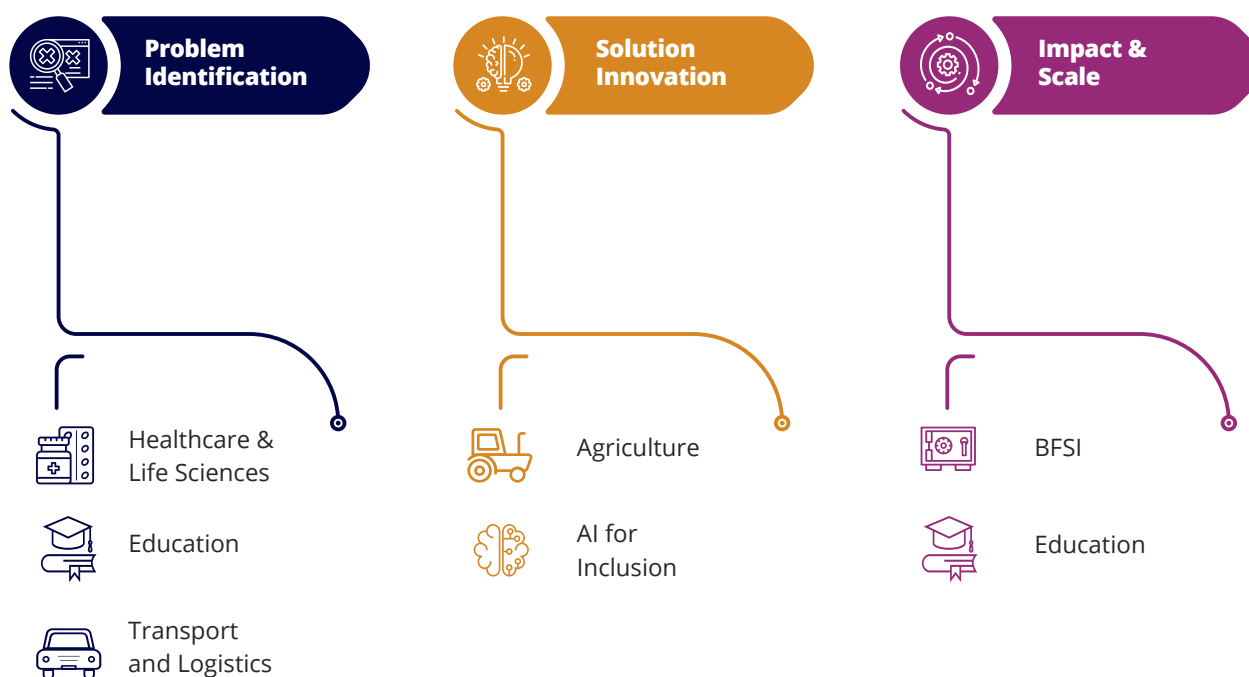 Problem
Identification
Healthcare &
Life Sciences
Education
Transport
and Logistics
Solution
Innovation
Agriculture
AI for
Inclusion
Impact &
Scale
BFSI
Education